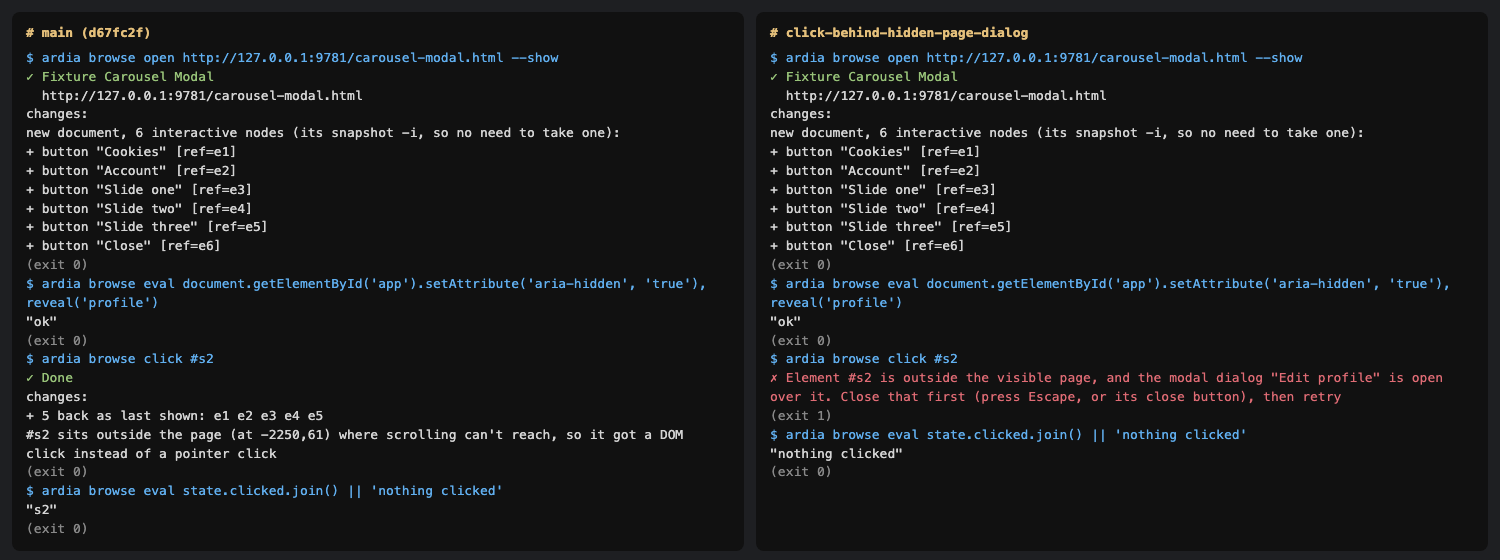 # main (d67fc2f)
$ ardia browse open http://127.0.0.1:9781/carousel-modal.html --show
✓ Fixture Carousel Modal
http://127.0.0.1:9781/carousel-modal.html
changes:
new document, 6 interactive nodes (its snapshot -i, so no need to take one):
+ button "Cookies" [ref=e1]
+ button "Account" [ref=e2]
+ button "Slide one" [ref=e3]
+ button "Slide two" [ref=e4]
+ button "Slide three" [ref=e5]
+ button "Close" [ref=e6]
(exit 0)
$ ardia browse eval document.getElementById('app').setAttribute('aria-hidden', 'true'),
reveal('profile')
"ok"
(exit 0)
$ ardia browse click #s2
✓ Done
changes:
+ 5 back as last shown: e1 e2 e3 e4 e5
#s2 sits outside the page (at -2250,61) where scrolling can't reach, so it got a DOM
click instead of a pointer click
(exit 0)
$ ardia browse eval state.clicked.join() || 'nothing clicked'
"s2"
(exit 0)
# click-behind-hidden-page-dialog
$ ardia browse open http://127.0.0.1:9781/carousel-modal.html --show
✓ Fixture Carousel Modal
http://127.0.0.1:9781/carousel-modal.html
changes:
new document, 6 interactive nodes (its snapshot -i, so no need to take one):
+ button "Cookies" [ref=e1]
+ button "Account" [ref=e2]
+ button "Slide one" [ref=e3]
+ button "Slide two" [ref=e4]
+ button "Slide three" [ref=e5]
+ button "Close" [ref=e6]
(exit 0)
$ ardia browse eval document.getElementById('app').setAttribute('aria-hidden', 'true'),
reveal('profile')
"ok"
(exit 0)
$ ardia browse click #s2
✗ Element #s2 is outside the visible page, and the modal dialog "Edit profile" is open
over it. Close that first (press Escape, or its close button), then retry
(exit 1)
$ ardia browse eval state.clicked.join() || 'nothing clicked'
"nothing clicked"
(exit 0)